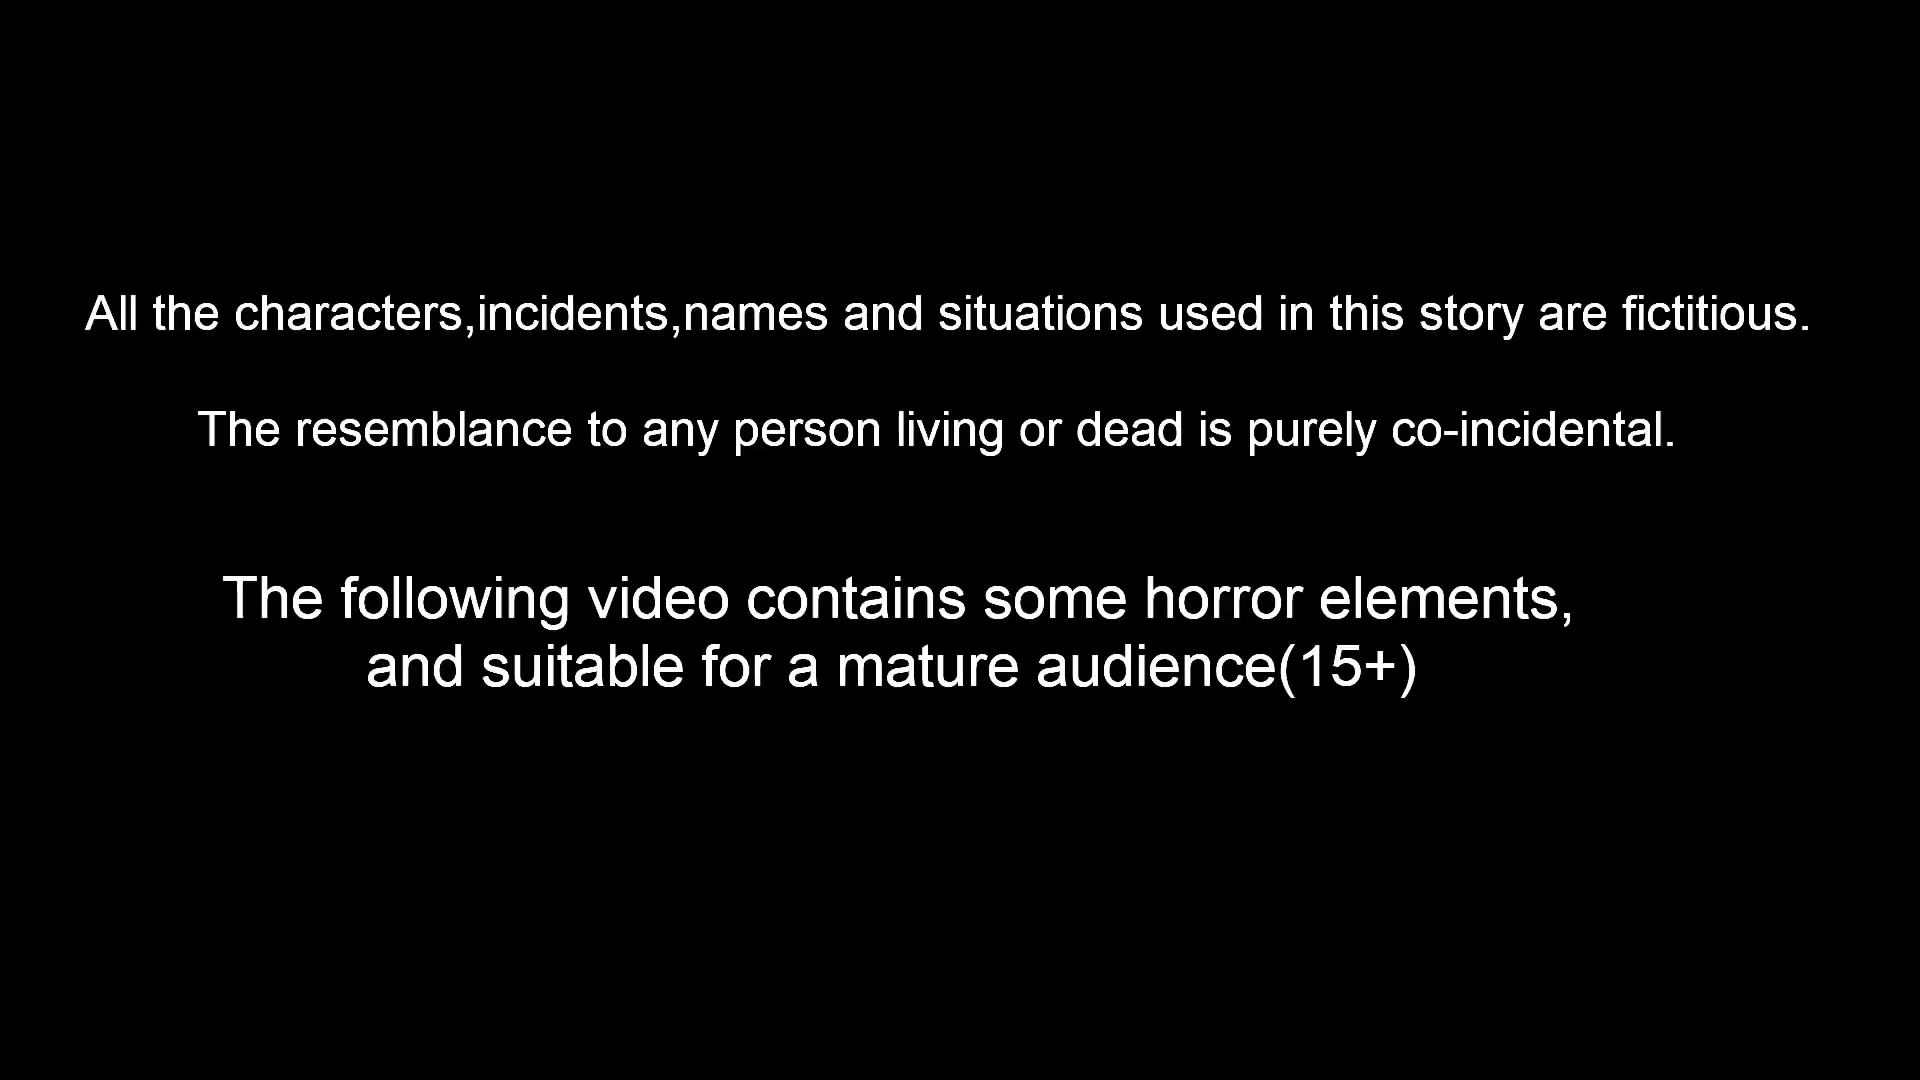 All the characters,incidents,names and situations used in this story are fictitious.
The resemblance to any person living or dead is purely co-incidental.
The following video contains some horror elements,
and suitable for a mature audience(15+)